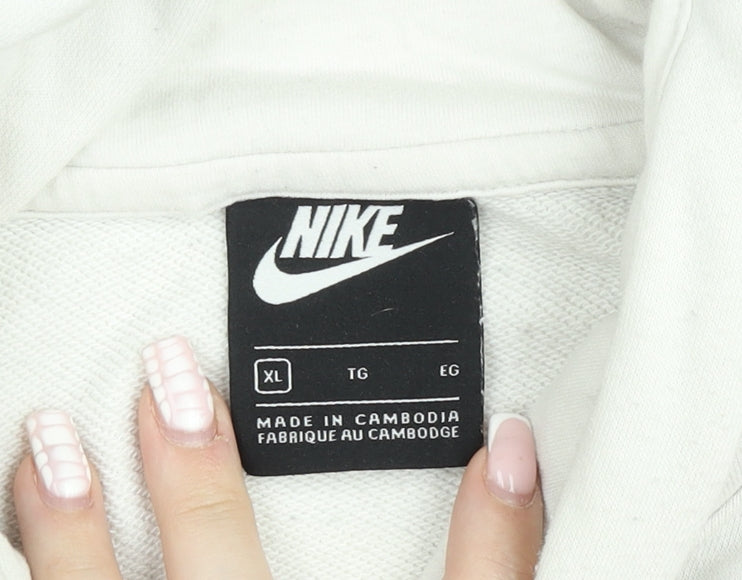 NIKE
XL TG EG
MADE IN CAMBODIA
FABRIQUE AU CAMBODGE